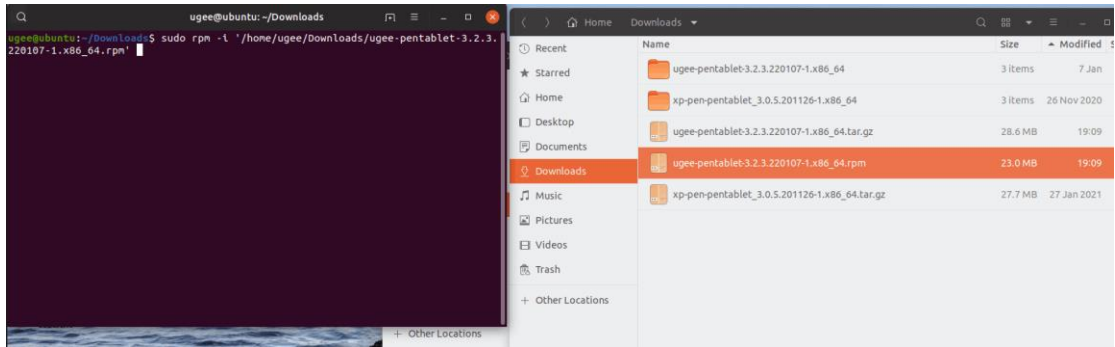 ugee@ubuntu: ~/Downloads
ugee@ubuntu:~/Downloads$ sudo rpm -i '/home/ugee/Downloads/ugee-pentablet-3.2.3.
220107-1.x86_64.rpm'
+ Other Locations
Home Downloads
Name Size Modified
Recent
Starred
Home
Desktop
Documents
Downloads
Music
Pictures
Videos
Trash
+ Other Locations
ugee-pentablet-3.2.3.220107-1.x86_64 3 items 7 Jan
xp-pen-pentablet_3.0.5.201126-1.x86_64 3 items 26 Nov 2020
ugee-pentablet-3.2.3.220107-1.x86_64.tar.gz 28.6 MB 19:09
ugee-pentablet-3.2.3.220107-1.x86_64.rpm 23.0 MB 19:09
xp-pen-pentablet_3.0.5.201126-1.x86_64.tar.gz 27.7 MB 27 Jan 2021